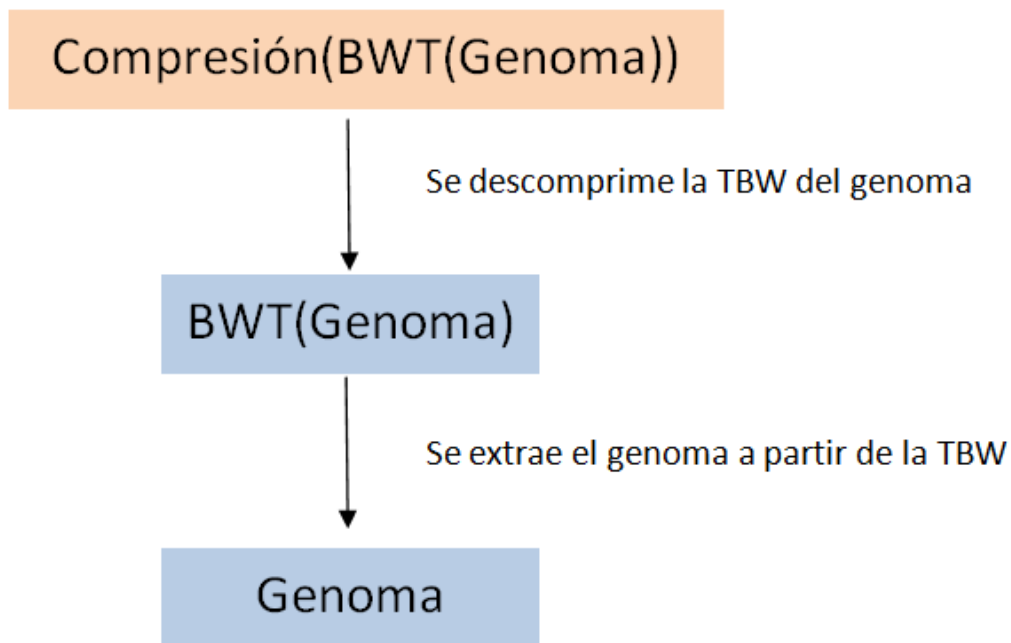 Compresión(BWT(Genoma))
Se descomprime la TBW del genoma
BWT(Genoma)
Se extrae el genoma a partir de la TBW
Genoma